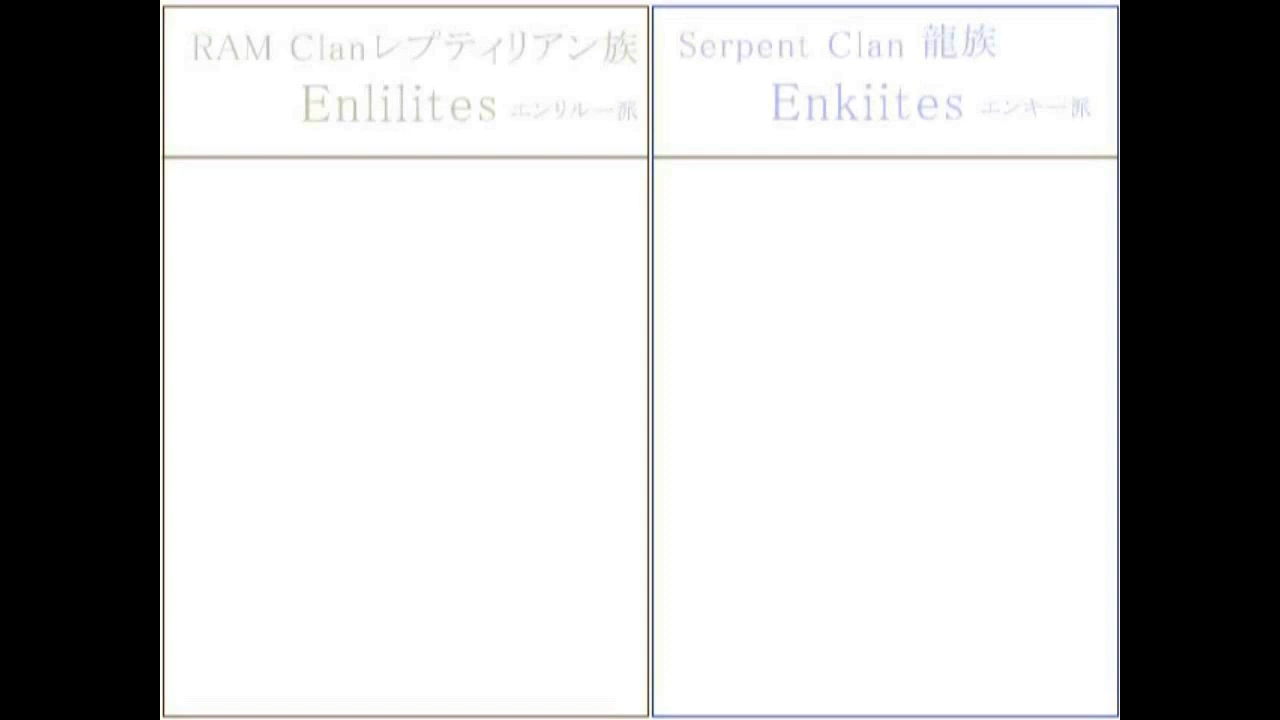 RAM Clanレプティリアン族
Enlilites エンリル一派
Serpent Clan 龍族
Enkiites エンキ一派